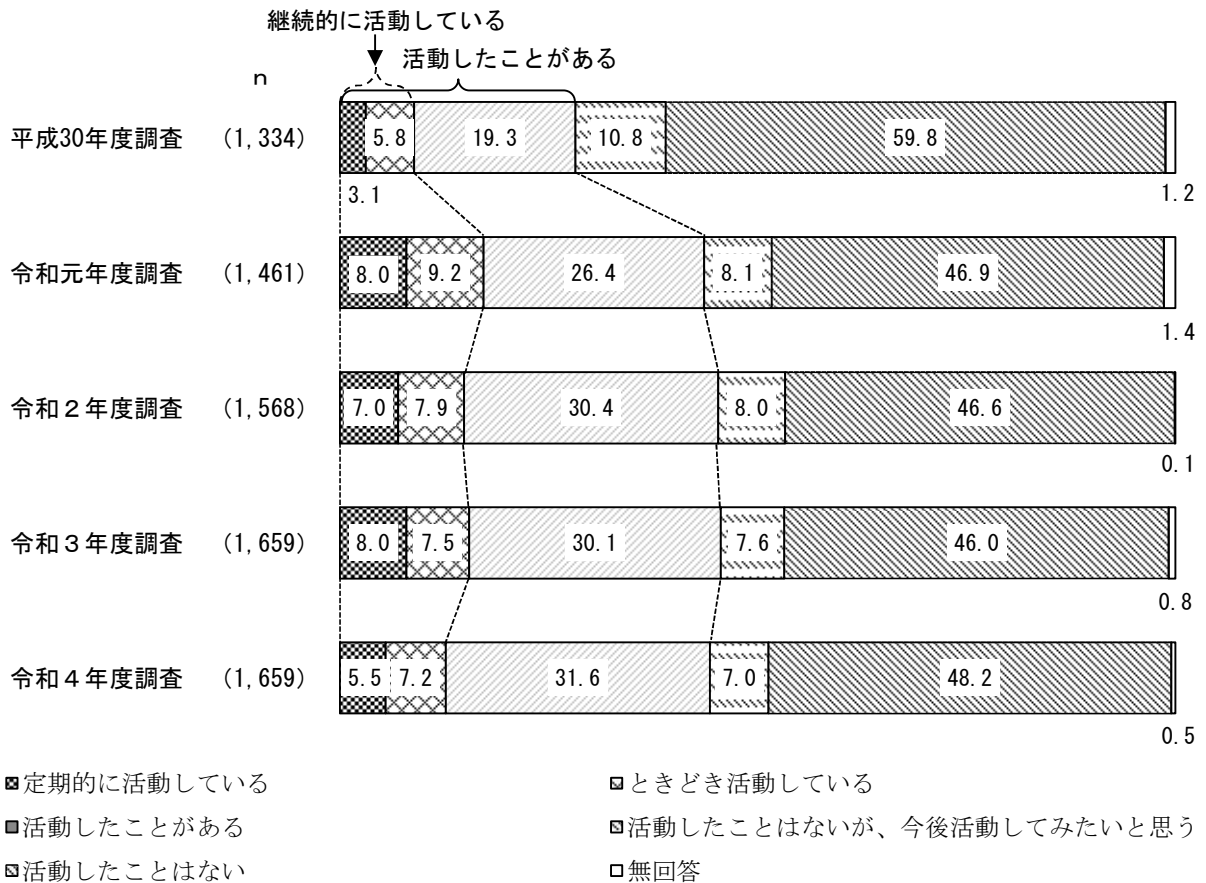 継続的に活動している
活動したことがある
n
平成30年度調査 (1,334) 5.8 19.3 10.8 59.8
3.1 1.2
令和元年度調査 (1,461) 8.0 9.2 26.4 8.1 46.9
1.4
令和2年度調査 (1,568) 7.0 7.9 30.4 8.0 46.6
0.1
令和3年度調査 (1,659) 8.0 7.5 30.1 7.6 46.0
0.8
令和4年度調査 (1,659) 5.5 7.2 31.6 7.0 48.2
0.5
定期的に活動している ときどき活動している
活動したことがある 活動したことはないが、今後活動してみたいと思う
活動したことはない 無回答